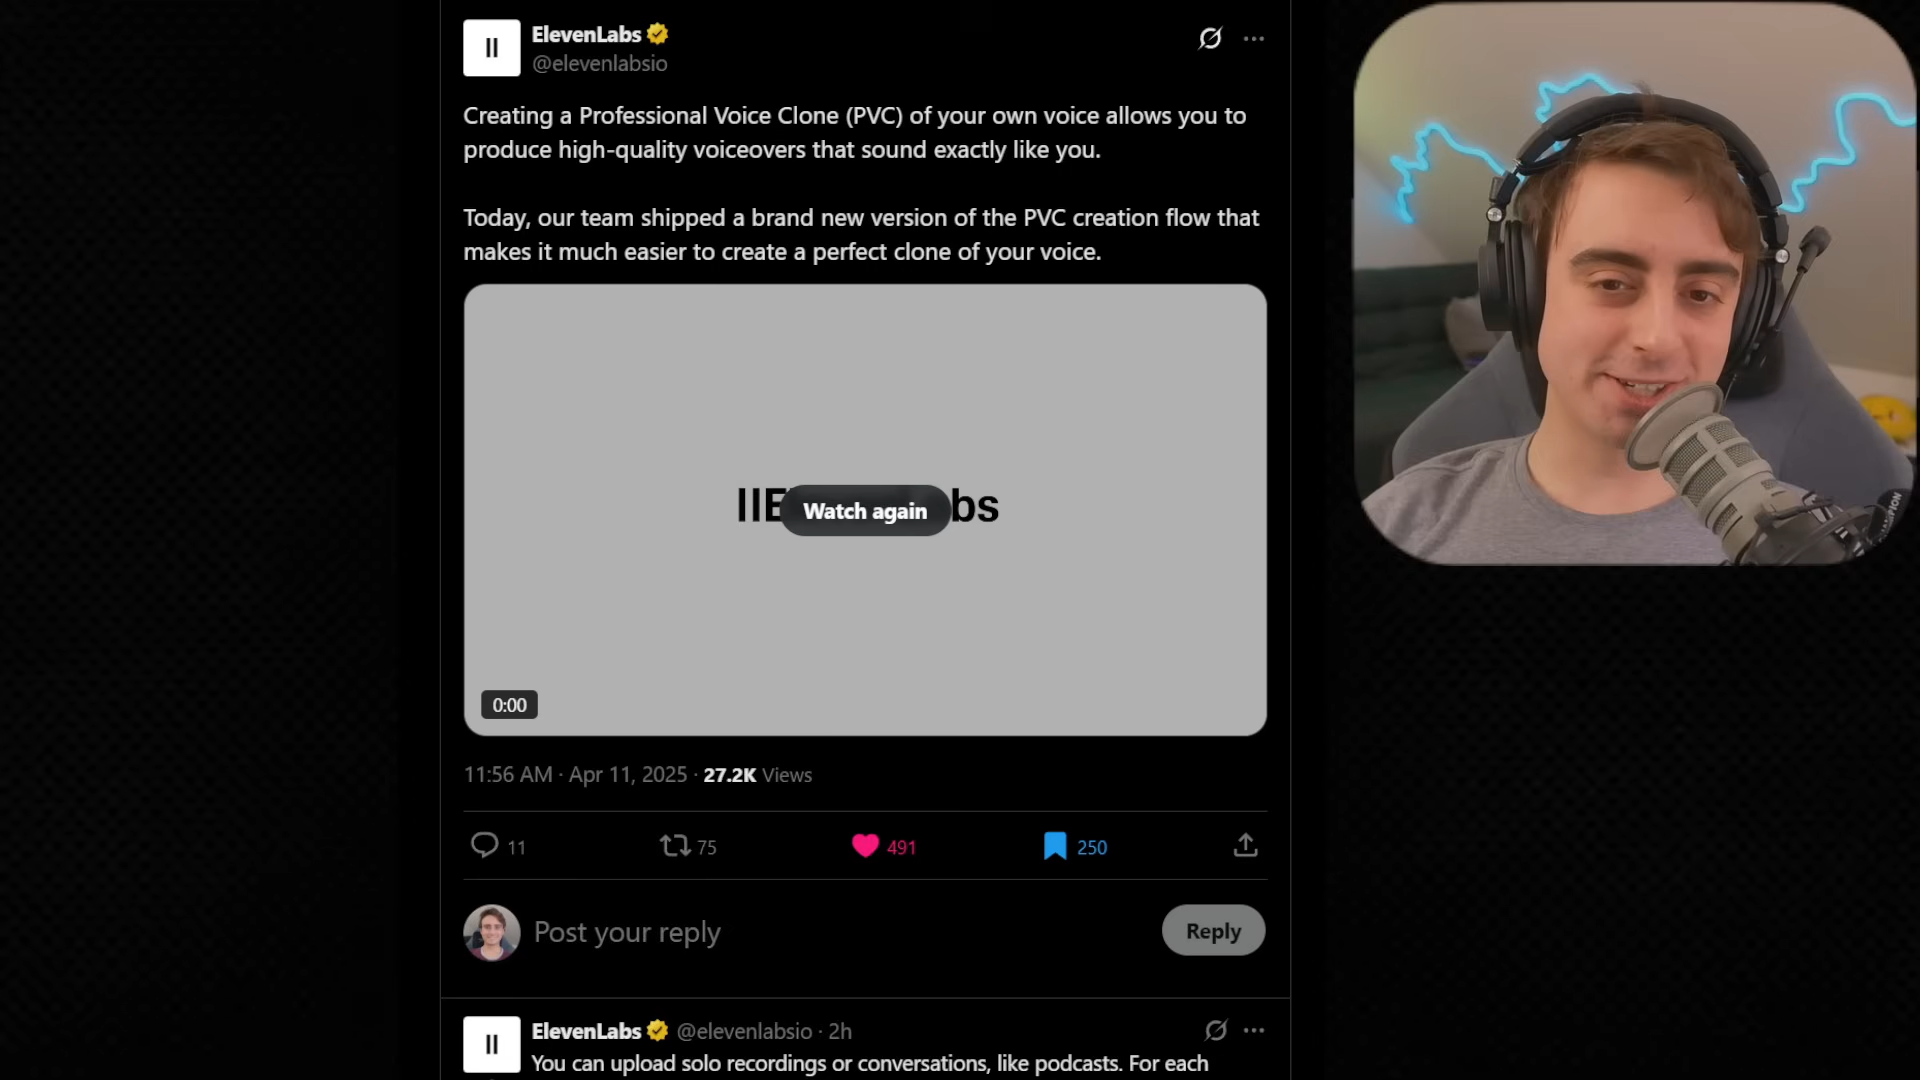 ElevenLabs
@elevenlabsio
Creating a Professional Voice Clone (PVC) of your own voice allows you to
produce high-quality voiceovers that sound exactly like you.
Today, our team shipped a brand new version of the PVC creation flow that
makes it much easier to create a perfect clone of your voice.
Watch again
bs
0:00
11:56 AM · Apr 11, 2025 · 27.2K Views
11
75
491
250
Post your reply
Reply
ElevenLabs @elevenlabsio · 2h
You can upload solo recordings or conversations, like podcasts. For each